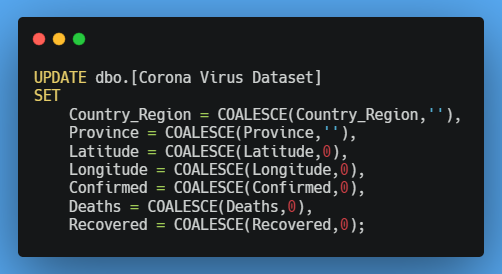 UPDATE dbo.[Corona Virus Dataset]
SET
    Country_Region = COALESCE(Country_Region,''),
    Province = COALESCE(Province,''),
    Latitude = COALESCE(Latitude,0),
    Longitude = COALESCE(Longitude,0),
    Confirmed = COALESCE(Confirmed,0),
    Deaths = COALESCE(Deaths,0),
    Recovered = COALESCE(Recovered,0);